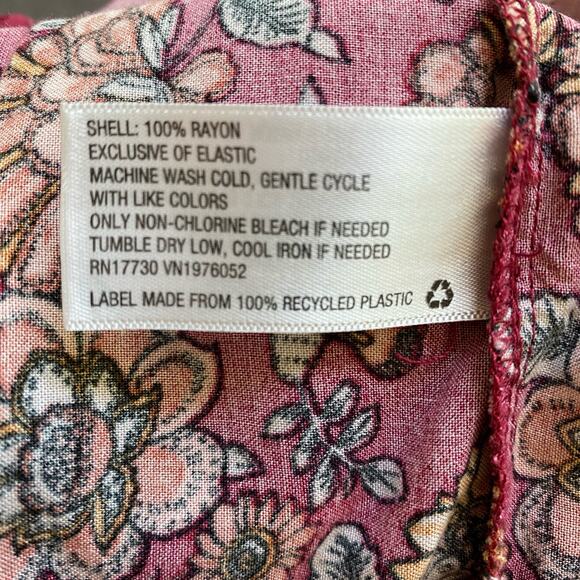 SHELL: 100% RAYON
EXCLUSIVE OF ELASTIC
MACHINE WASH COLD, GENTLE CYCLE
WITH LIKE COLORS
ONLY NON-CHLORINE BLEACH IF NEEDED
TUMBLE DRY LOW, COOL IRON IF NEEDED
RN17730 VN1976052
LABEL MADE FROM 100% RECYCLED PLASTIC